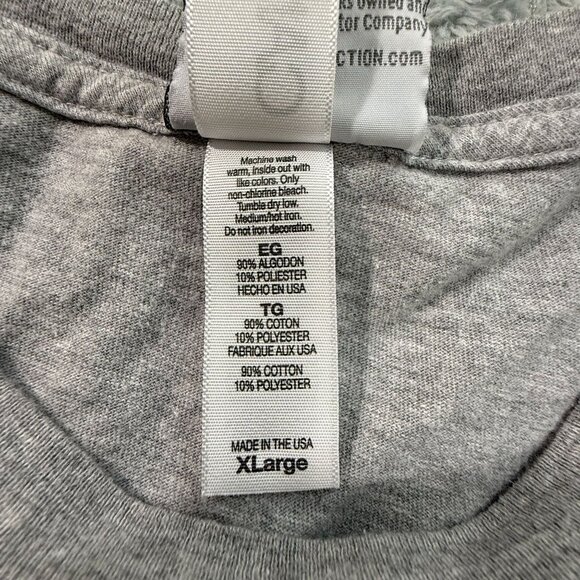 owned and
tor Company
CTION.com
Machine wash
warm, inside out with
like colors. Only
non-chlorine bleach.
Tumble dry low.
Medium/hot iron.
Do not iron decoration.
EG
90% ALGODON
10% POLIESTER
HECHO EN USA
TG
90% COTON
10% POLYESTER
FABRIQUE AUX USA
90% COTTON
10% POLYESTER
MADE IN THE USA
XLarge